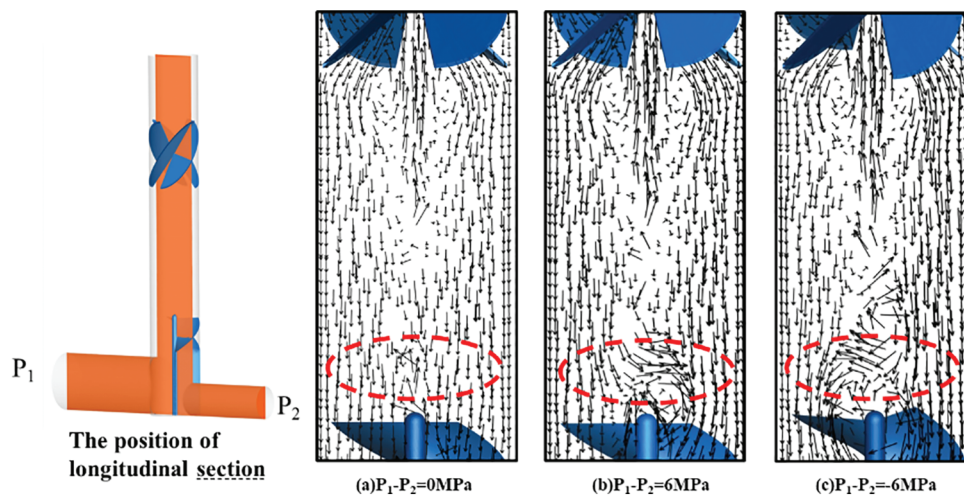 P₁
P₂
The position of
longitudinal section
(a)P₁-P₂=0MPa
(b)P₁-P₂=6MPa
(c)P₁-P₂=-6MPa